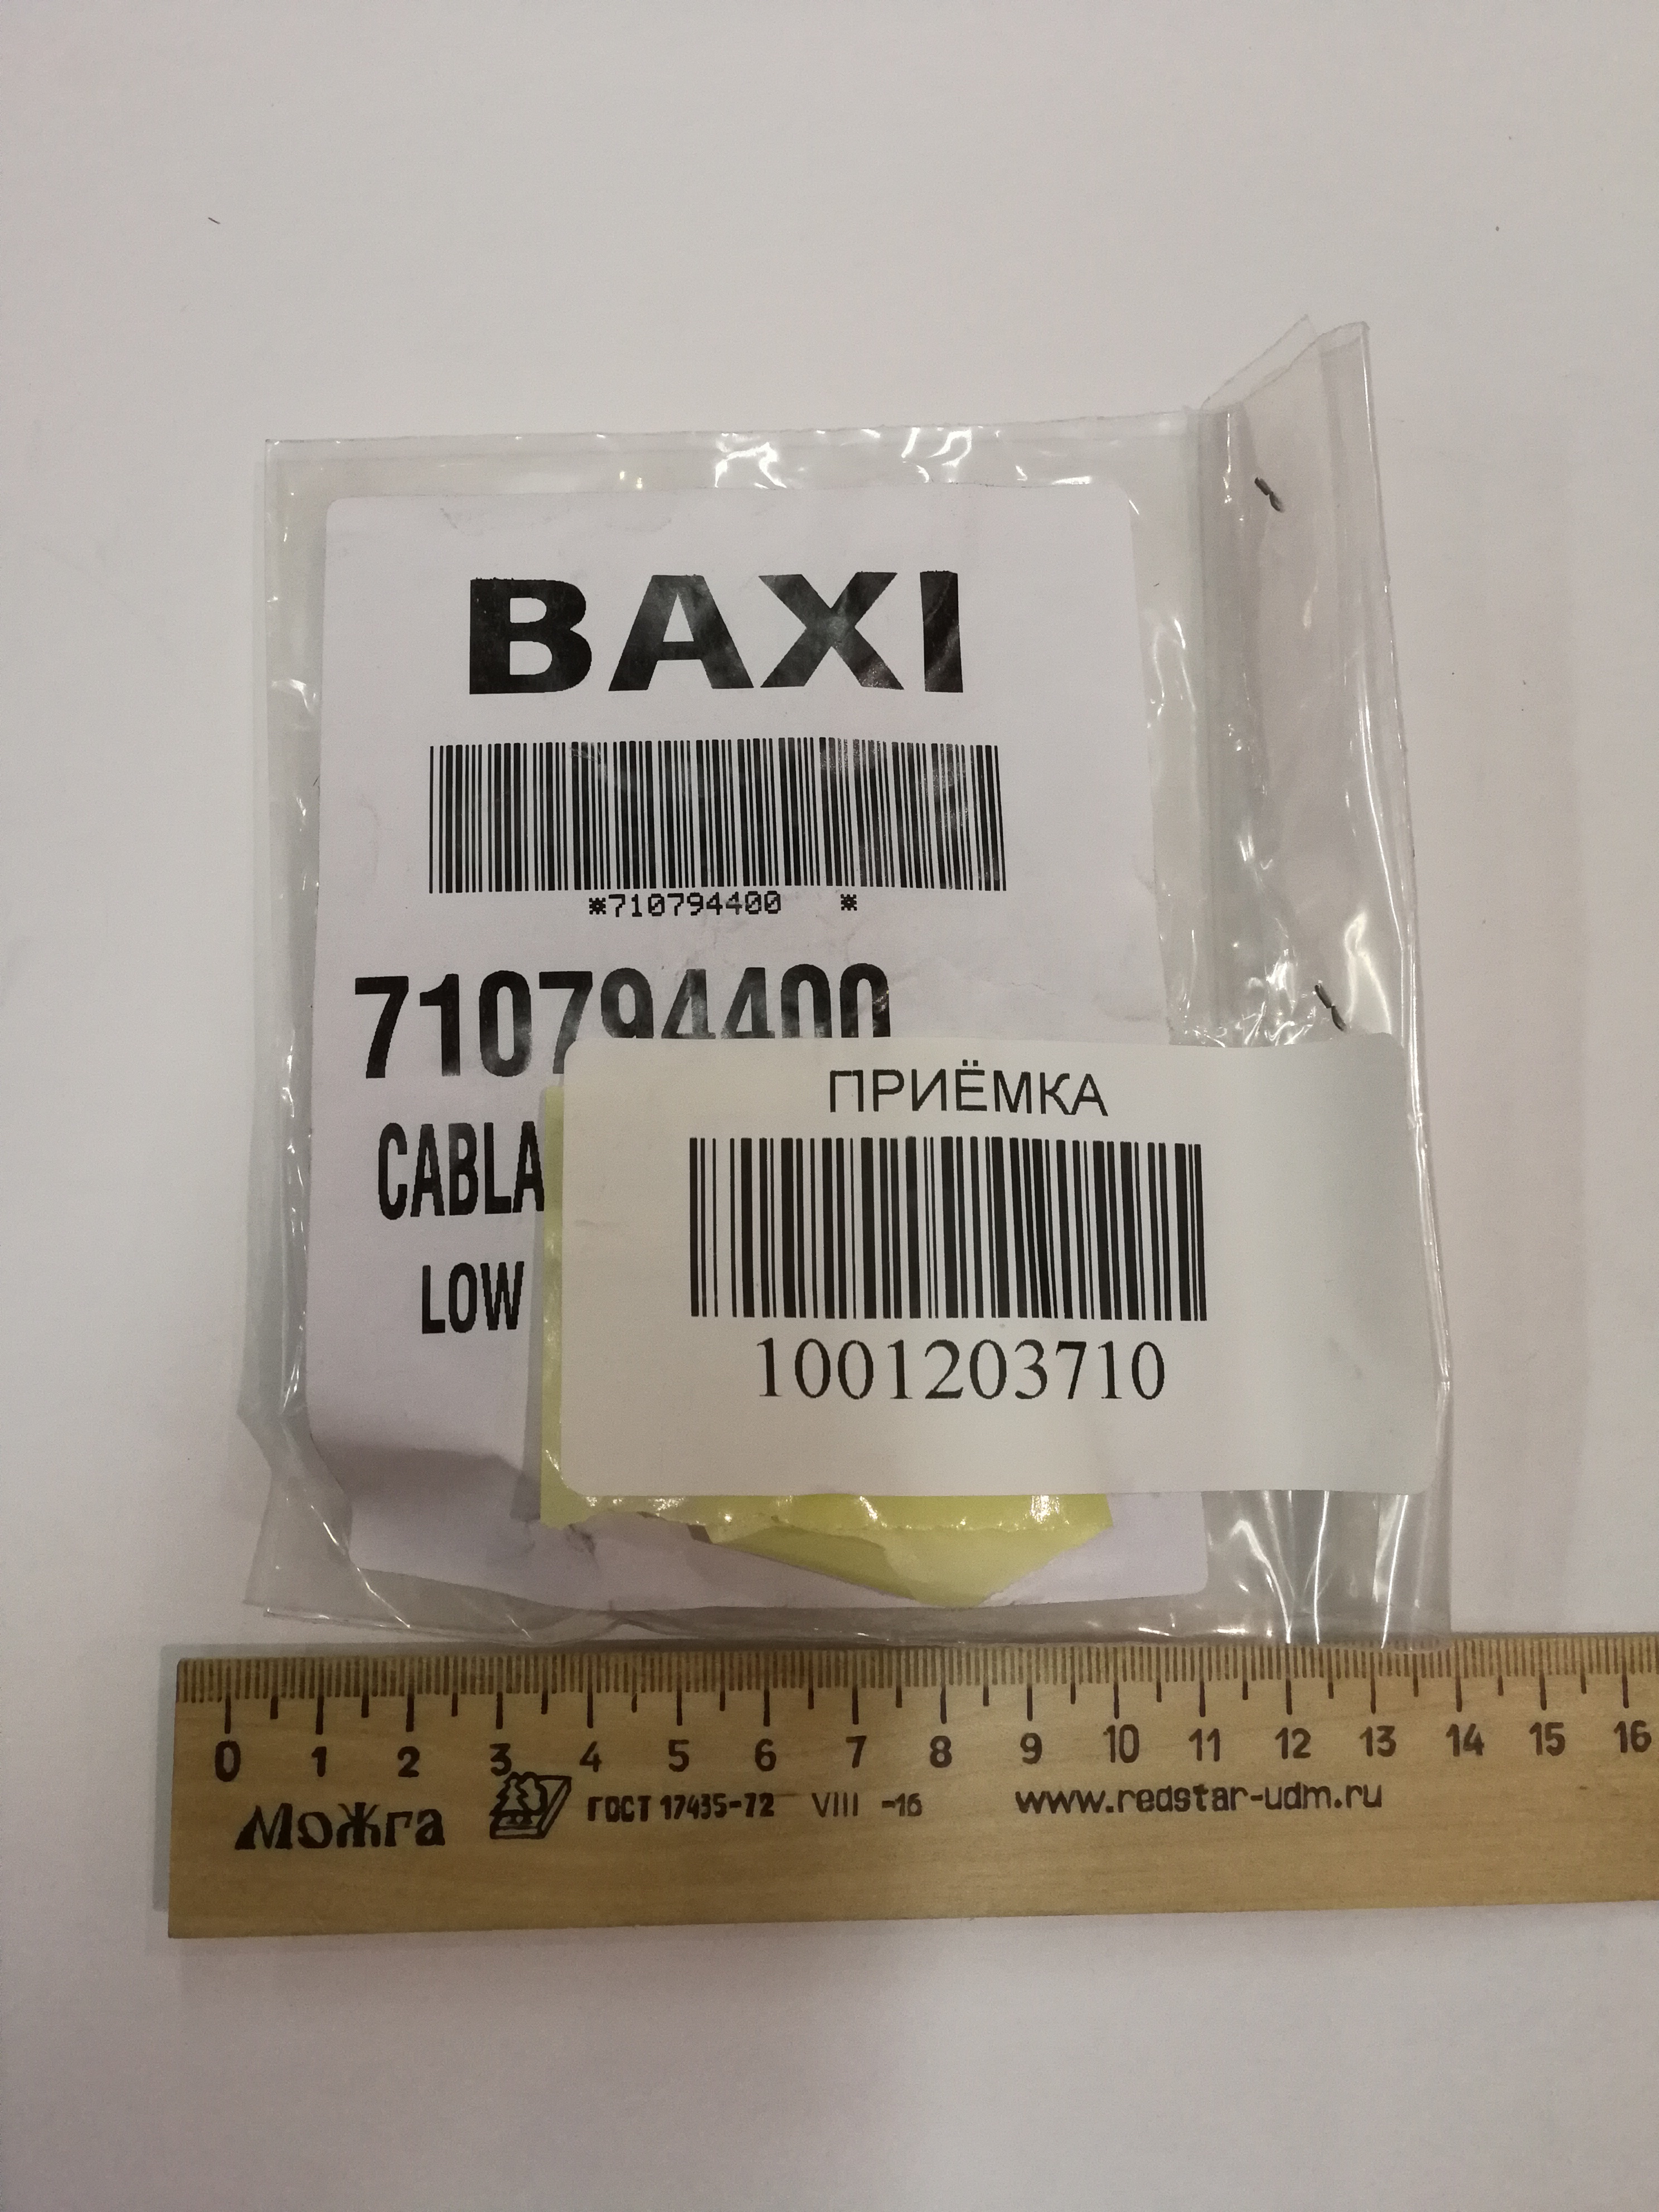 BAXI
*710794400 *
710794400
CABLA
LOW
ПРИЁМКА
1001203710
0 1 2 3 4 5 6 7 8 9 10 11 12 13 14 15 16
Можга ГОСТ 17435-72 VIII -16 www.redstar-udm.ru